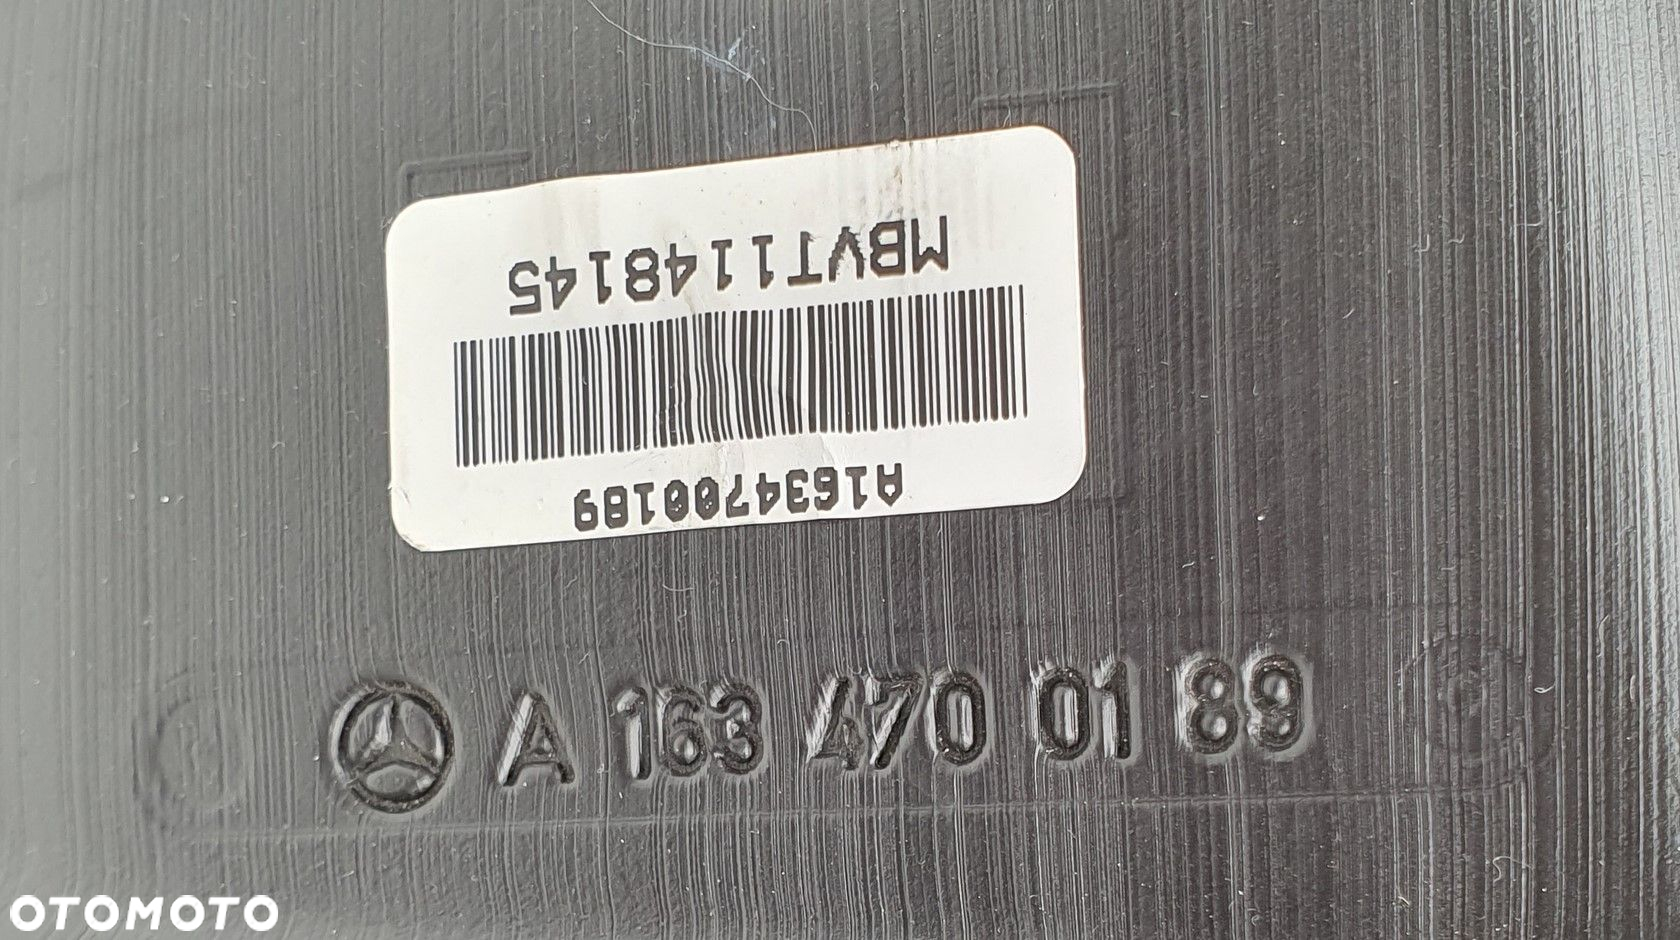 MBVT1148145
A1634700189
A 163 470 01 89
OTOMOTO